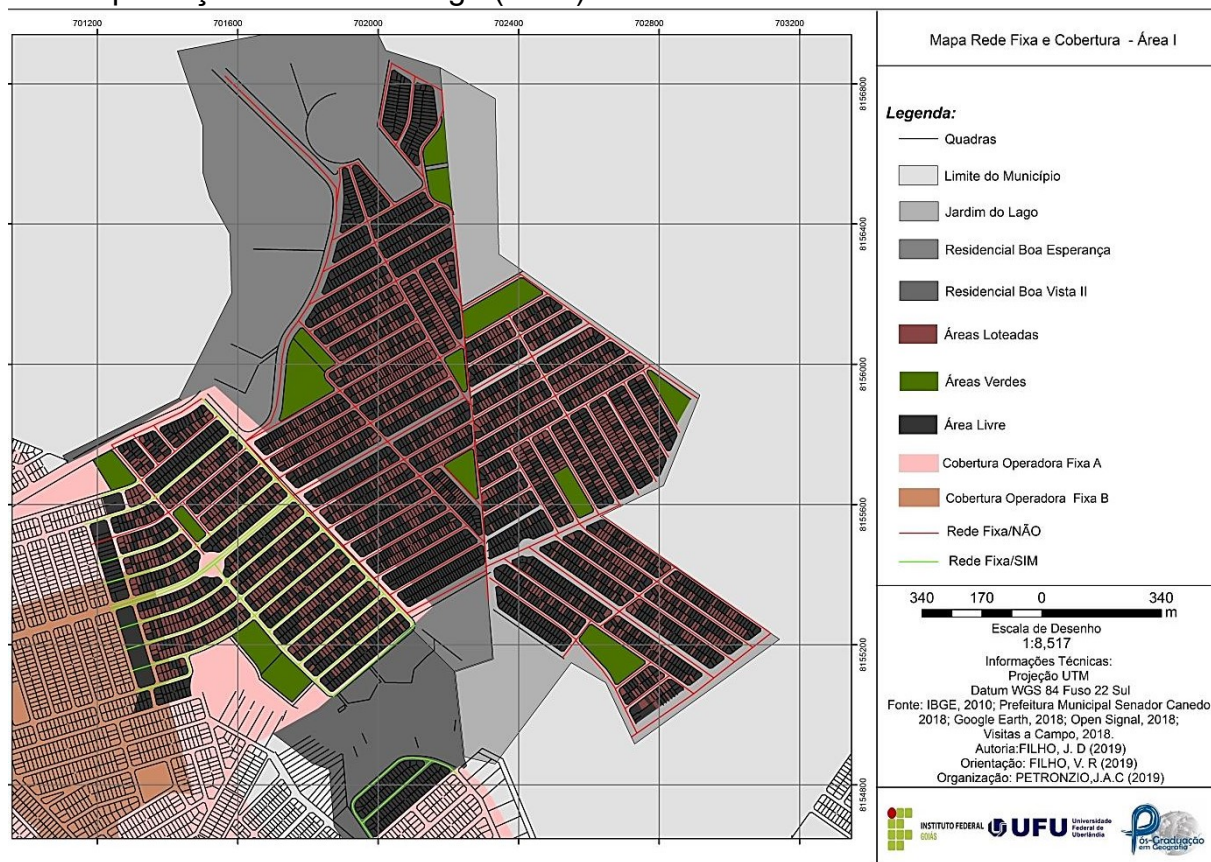 701200 701600 702000 702400 702800 703200
8156800
8156400
8156000
8155600
8155200
8154800
Mapa Rede Fixa e Cobertura - Área I
Legenda:
Quadras
Limite do Município
Jardim do Lago
Residencial Boa Esperança
Residencial Boa Vista II
Áreas Loteadas
Áreas Verdes
Área Livre
Cobertura Operadora Fixa A
Cobertura Operadora Fixa B
Rede Fixa/NÃO
Rede Fixa/SIM
340 170 0 340
m
Escala de Desenho
1:8,517
Informações Técnicas:
Projeção UTM
Datum WGS 84 Fuso 22 Sul
Fonte: IBGE, 2010; Prefeitura Municipal Senador Canedo
2018; Google Earth, 2018; Open Signal, 2018;
Visitas a Campo, 2018.
Autoria:FILHO, J. D (2019)
Orientação: FILHO, V. R (2019)
Organização: PETRONZIO,J.A.C (2019)
INSTITUTO FEDERAL
GOIÁS
UFU
Universidade
Federal de
Uberlândia
Pós-Graduação
em Geografia